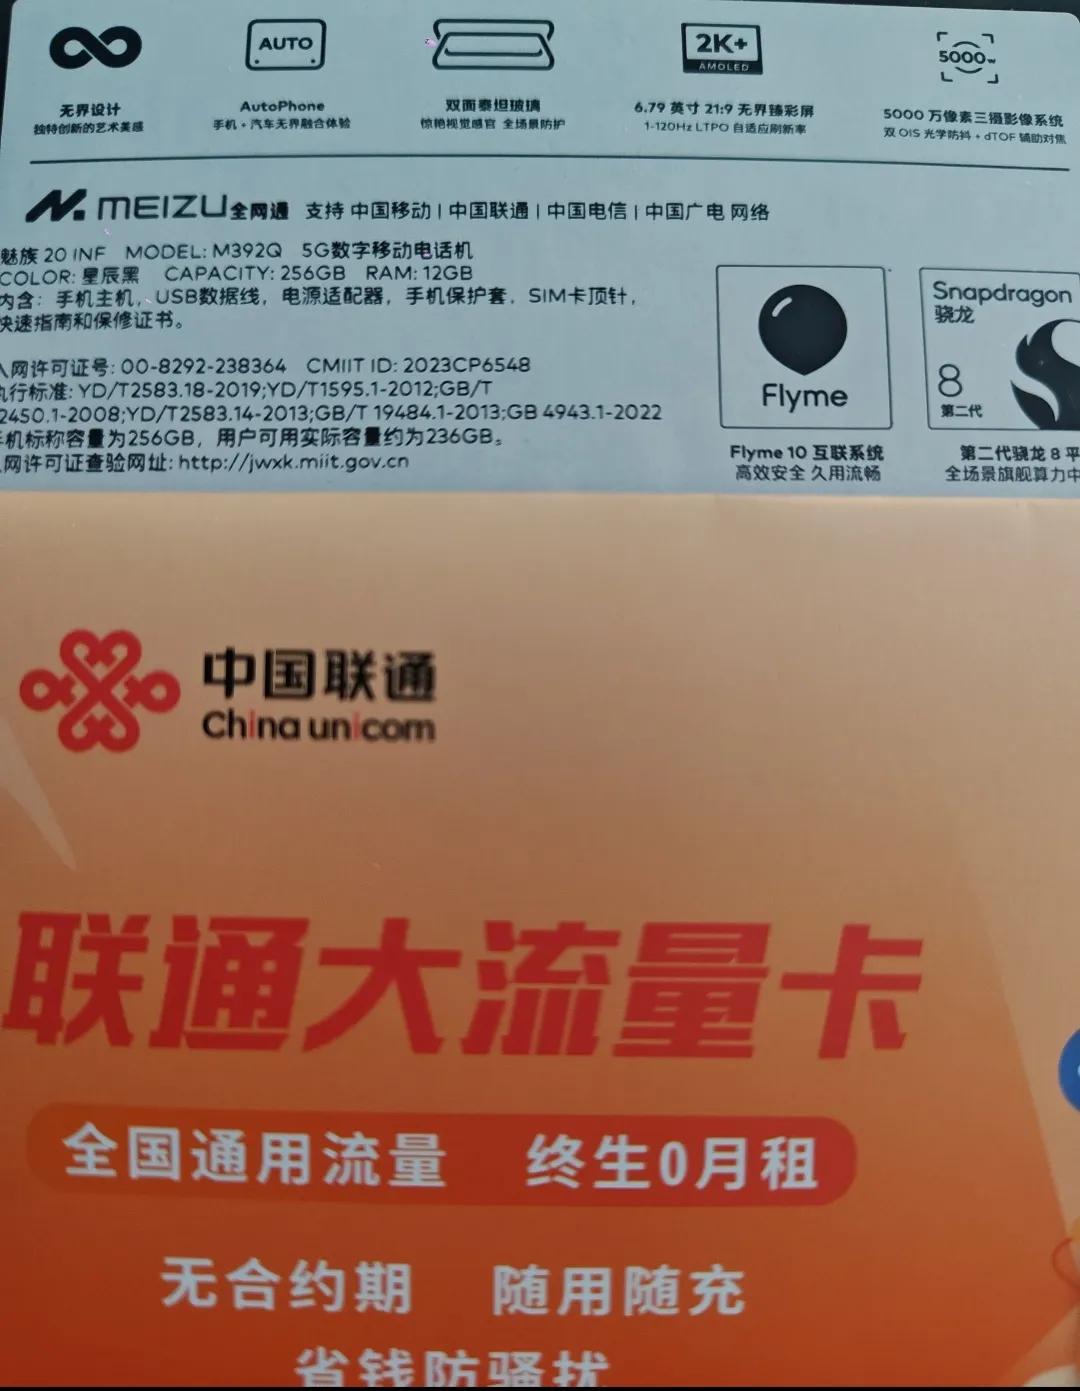 AUTO
2K+
AMOLED
5000w
无界设计
独特创新的艺术美感
AutoPhone
手机+汽车无界融合体验
双面泰坦玻璃
惊艳视觉感官 全场景防护
6.79 英寸 21:9 无界臻彩屏
1-120Hz LTPO 自适应刷新率
5000 万像素三摄影像系统
双 OIS 光学防抖 + dTOF 辅助对焦
MEIZU 全网通 支持 中国移动 | 中国联通 | 中国电信 | 中国广电 网络
魅族 20 INF MODEL: M392Q 5G数字移动电话机
COLOR: 星辰黑 CAPACITY: 256GB RAM: 12GB
内含: 手机主机, USB数据线, 电源适配器, 手机保护套, SIM卡顶针,
快速指南和保修证书。
入网许可证号: 00-8292-238364 CMIIT ID: 2023CP6548
执行标准: YD/T2583.18-2019;YD/T1595.1-2012;GB/T
22450.1-2008;YD/T2583.14-2013;GB/T 19484.1-2013;GB 4943.1-2022
手机标称容量为256GB, 用户可用实际容量约为236GB。
入网许可证查验网址: http://jwxk.miit.gov.cn
Flyme
Flyme 10 互联系统
高效安全 久用流畅
Snapdragon
骁龙
8
第二代
第二代骁龙 8 平
全场景旗舰算力中
中国联通
China unicom
联通大流量卡
全国通用流量 终生0月租
无合约期 随用随充
省钱防骚扰